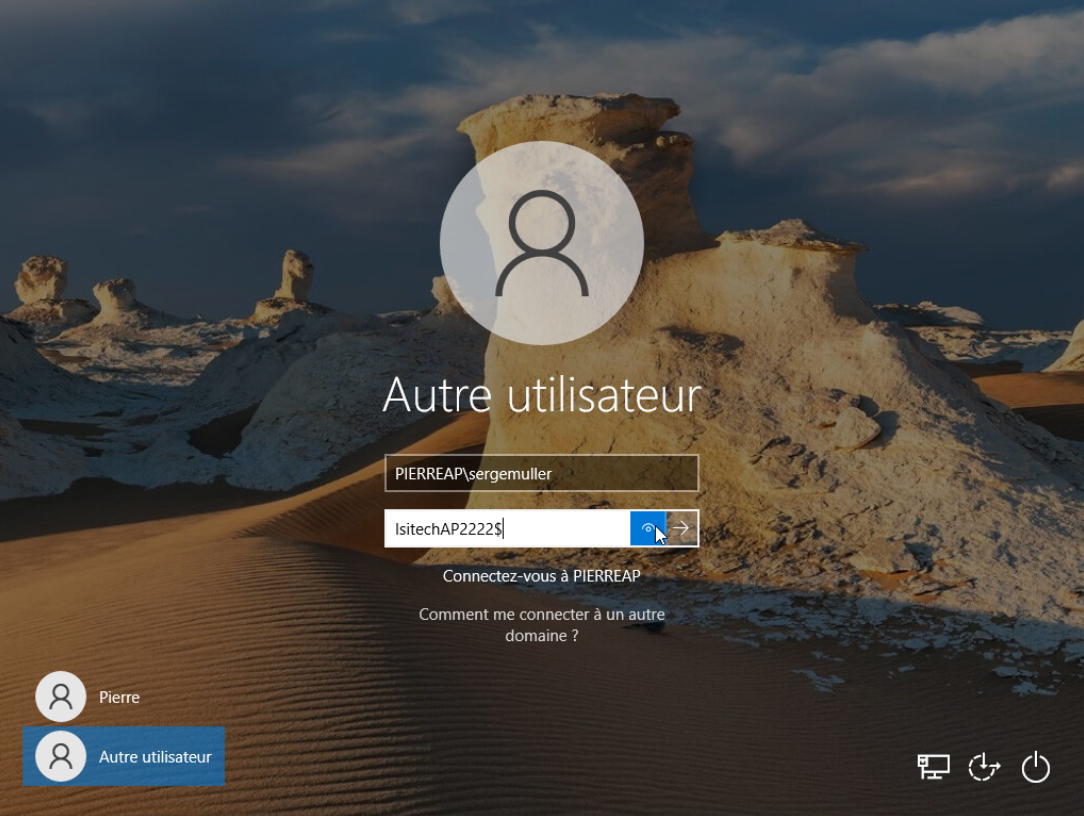 Autre utilisateur
PIERREAP\sergemuller
IsitechAP2222$
Connectez-vous à PIERREAP
Comment me connecter à un autre
domaine ?
Pierre
Autre utilisateur